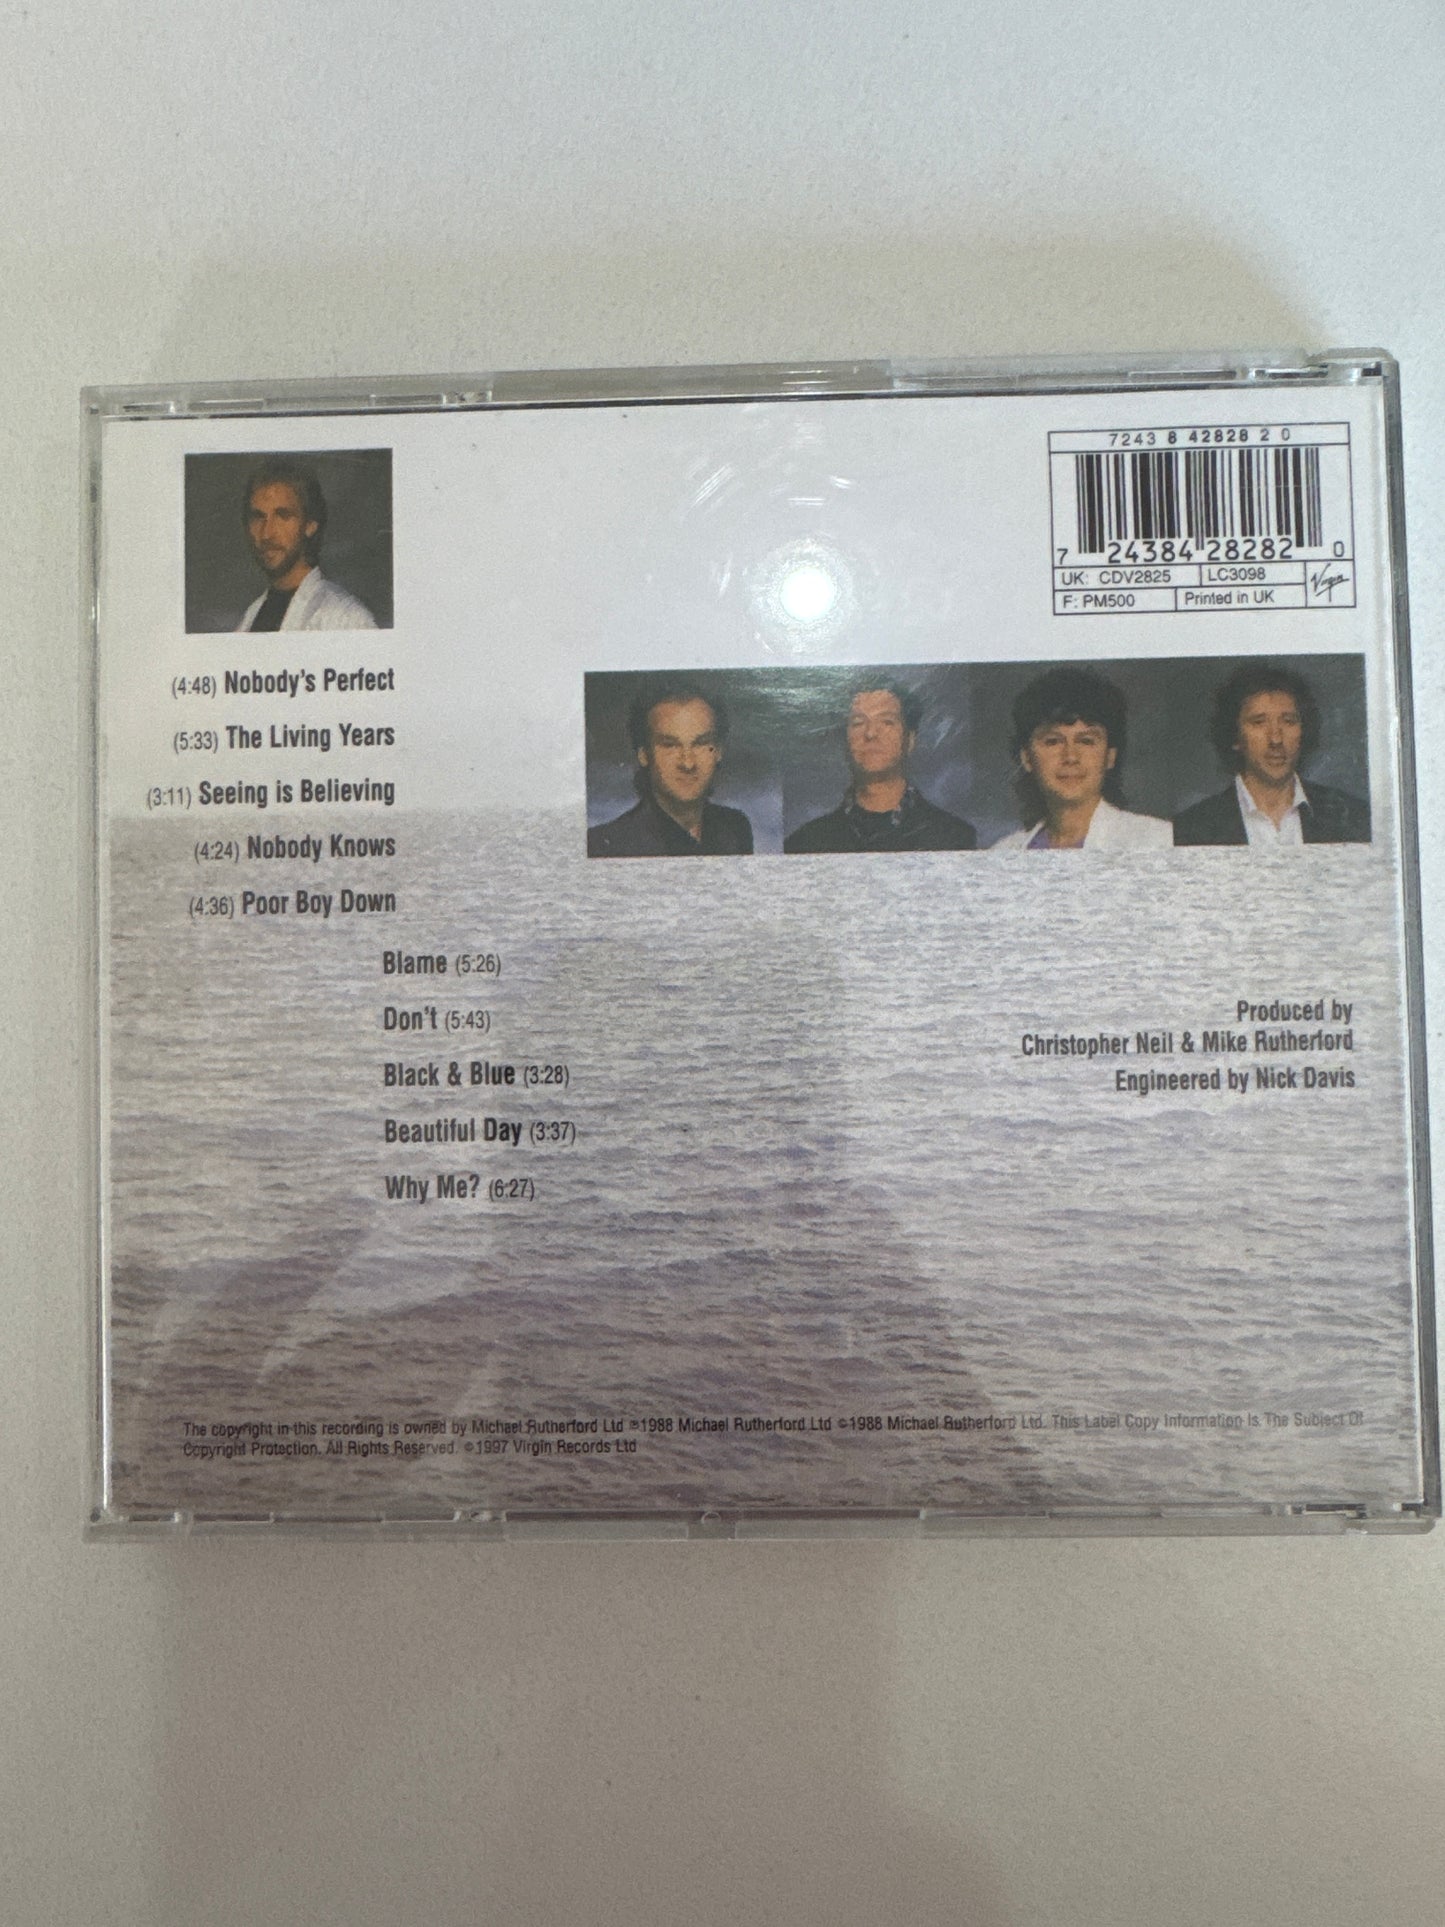 7243 8 42828 2 0
7 24384 28282 0
UK: CDV2825 LC3098
F: PM500 Printed in UK Virgin
(4:48) Nobody's Perfect
(5:33) The Living Years
(3:11) Seeing is Believing
(4:24) Nobody Knows
(4:36) Poor Boy Down
Blame (5:26)
Don't (5:43)
Black & Blue (3:28)
Beautiful Day (3:37)
Why Me? (6:27)
Produced by
Christopher Neil & Mike Rutherford
Engineered by Nick Davis
The copyright in this recording is owned by Michael Rutherford Ltd ℗1988 Michael Rutherford Ltd ©1988 Michael Rutherford Ltd. This Label Copy Information Is The Subject Of
Copyright Protection. All Rights Reserved. ©1997 Virgin Records Ltd